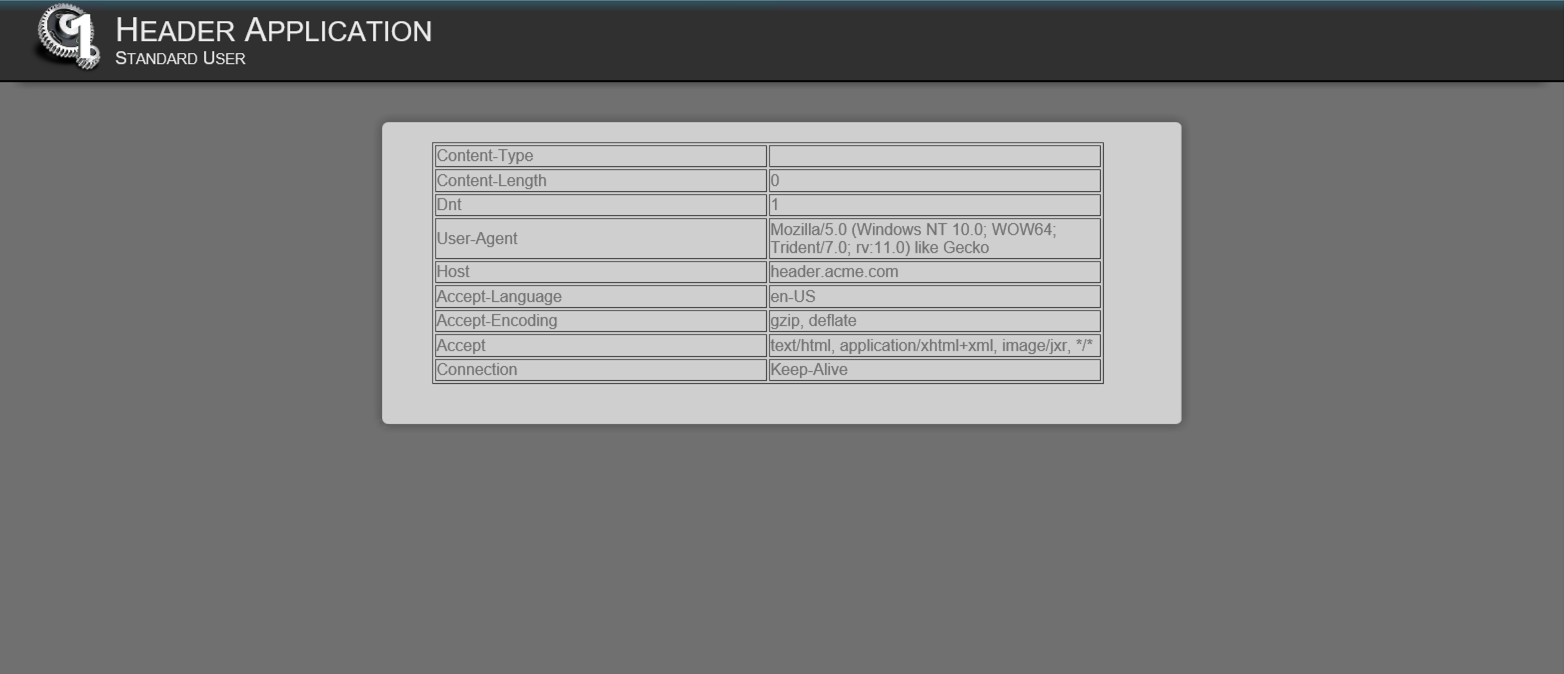 G1
HEADER APPLICATION
STANDARD USER
Content-Type
Content-Length 0
Dnt 1
User-Agent Mozilla/5.0 (Windows NT 10.0; WOW64;
Trident/7.0; rv:11.0) like Gecko
Host header.acme.com
Accept-Language en-US
Accept-Encoding gzip, deflate
Accept text/html, application/xhtml+xml, image/jxr, */*
Connection Keep-Alive